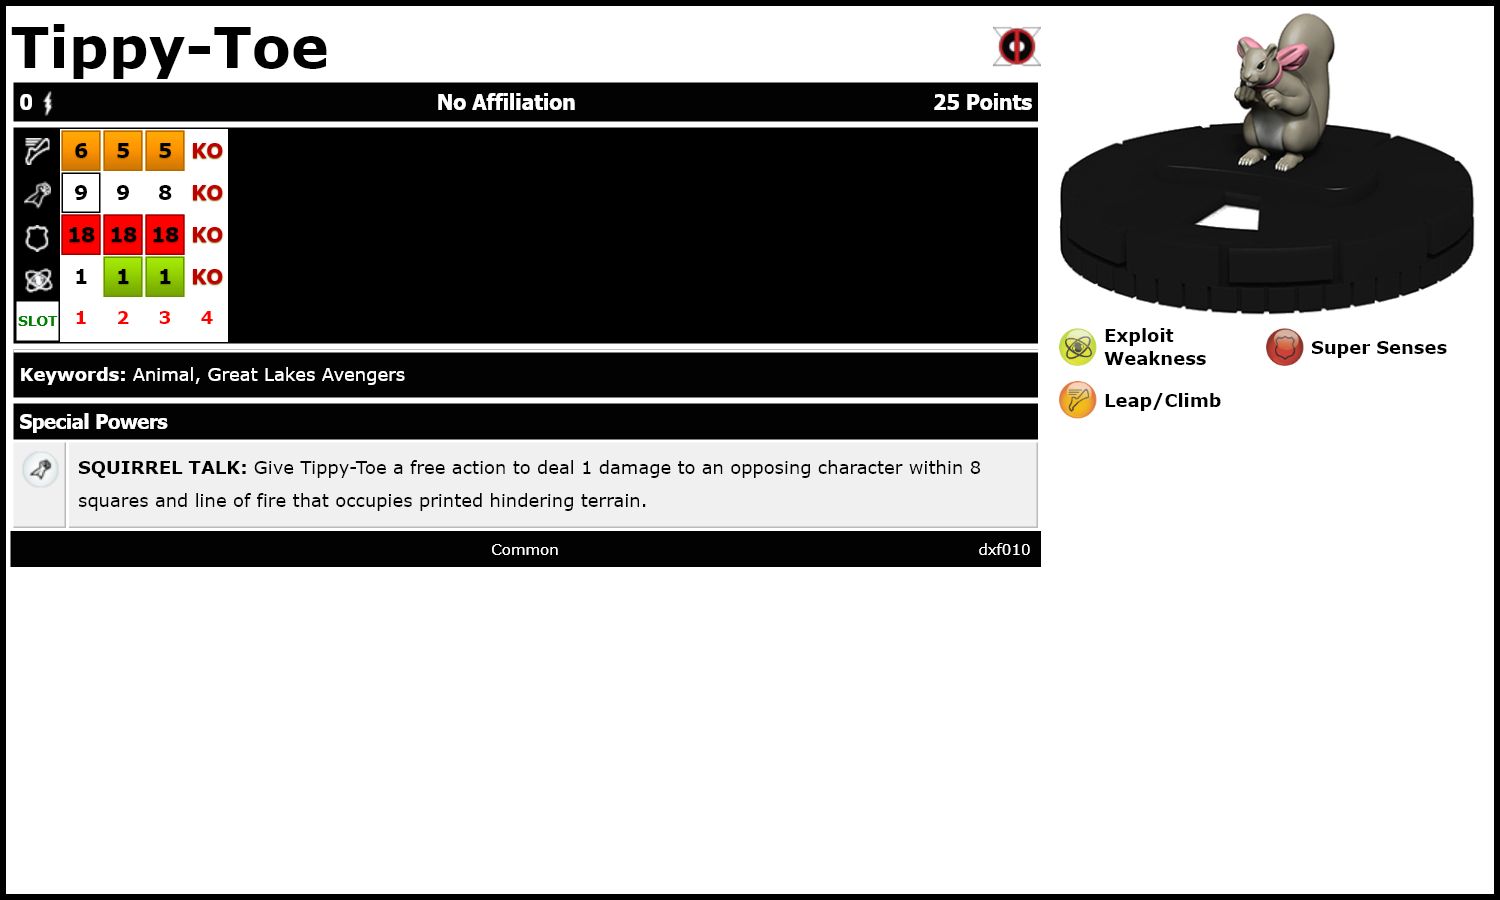 Tippy-Toe
0 No Affiliation 25 Points
6 5 5 KO
9 9 8 KO
18 18 18 KO
1 1 1 KO
SLOT 1 2 3 4
Keywords: Animal, Great Lakes Avengers
Special Powers
SQUIRREL TALK: Give Tippy-Toe a free action to deal 1 damage to an opposing character within 8
squares and line of fire that occupies printed hindering terrain.
Common dxf010
Exploit
Weakness
Super Senses
Leap/Climb